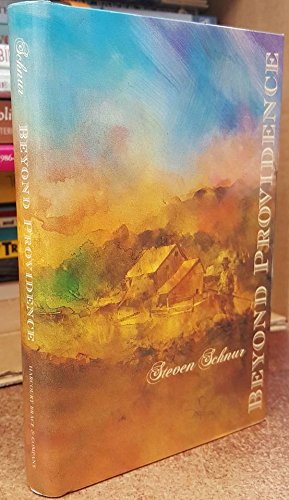 Schnur
BEYOND PROVIDENCE
HARCOURT BRACE & COMPANY
Steven Schnur
BEYOND PROVIDENCE